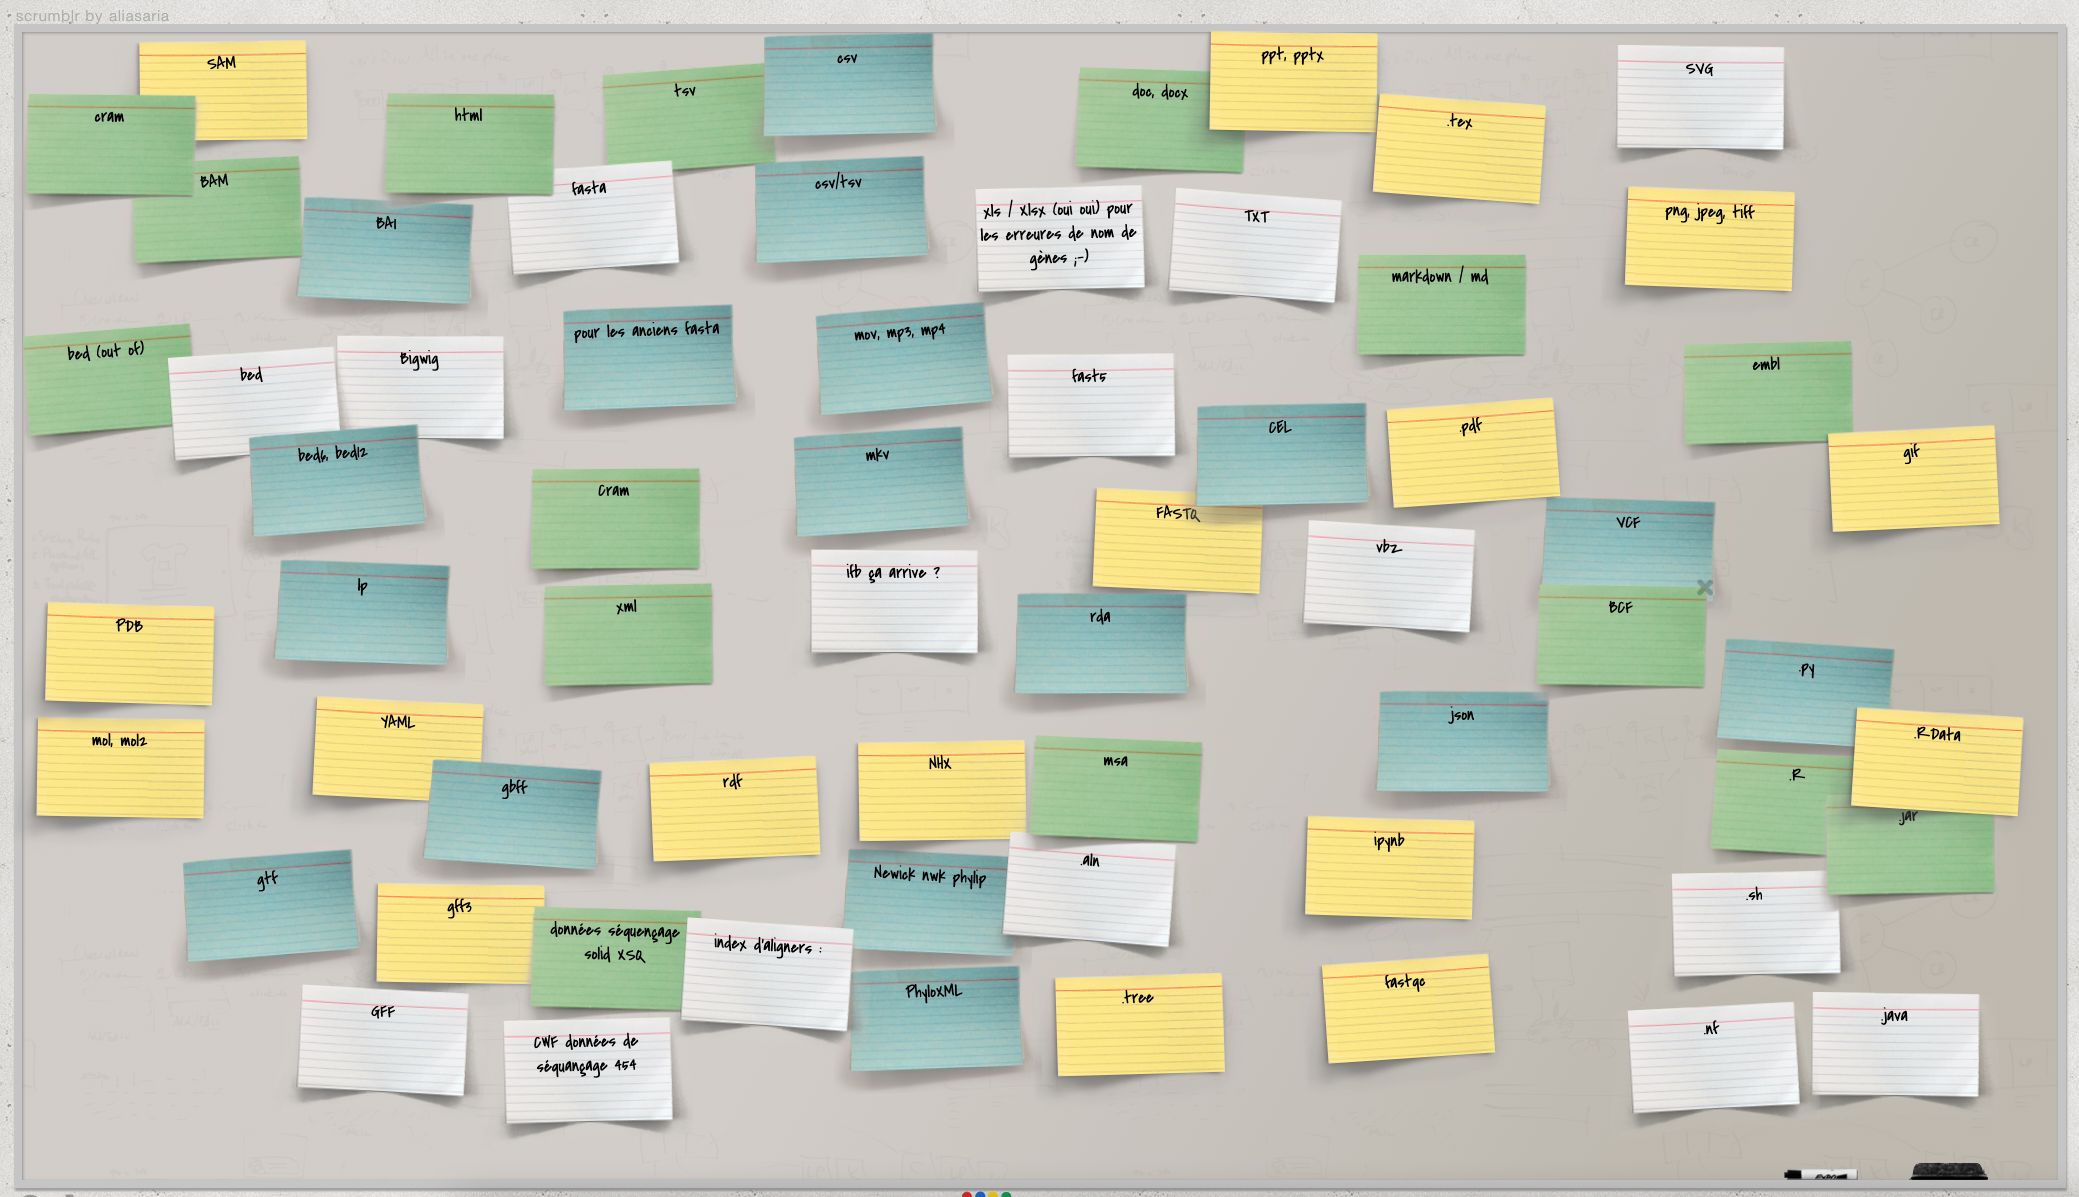 scrumblr by aliasaria
SAM
cram
BAM
BAI
html
fasta
tsv
csv
csv/tsv
doc, docx
ppt, pptx
.tex
SVG
xls / xlsx (oui oui) pour
les erreures de nom de
gènes ;-)
TXT
markdown / md
png, jpeg, tiff
bed (out of)
bed
Bigwig
bed6, bed12
pour les anciens fasta
mov, mp3, mp4
mkv
fast5
CEL
FASTQ
.pdf
embl
gif
Cram
ifb ça arrive ?
vbz
VCF
BCF
lp
xml
rda
PDB
mol, mol2
YAML
gbff
rdf
NHX
msa
json
.py
.RData
.R
.jar
.sh
gtf
gff3
données séquençage
solid XSQ
index d'aligners :
Newick nwk phylip
.aln
ipynb
GFF
CWF données de
séquançage 454
PhyloXML
.tree
fastqc
.nf
.java